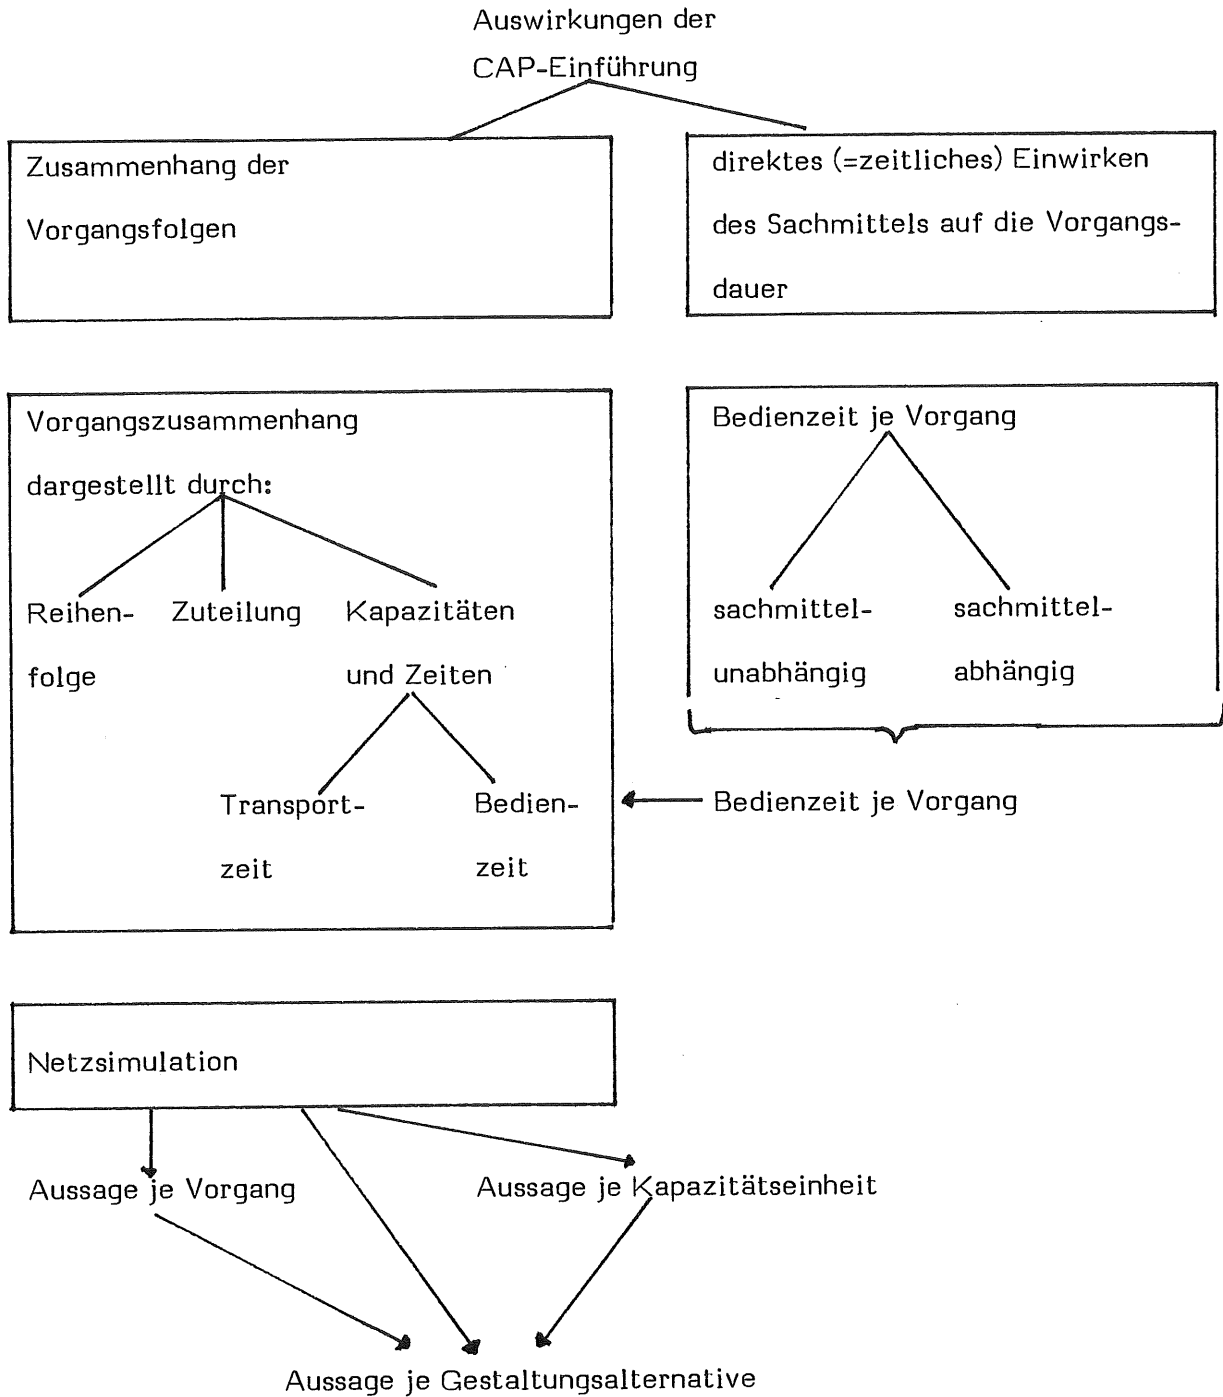 Auswirkungen der
CAP-Einführung
Zusammenhang der
Vorgangsfolgen
direktes (=zeitliches) Einwirken
des Sachmittels auf die Vorgangs-
dauer
Vorgangszusammenhang
dargestellt durch:
Reihen-
folge
Zuteilung
Kapazitäten
und Zeiten
Transport-
zeit
Bedien-
zeit
Bedienzeit je Vorgang
sachmittel-
unabhängig
sachmittel-
abhängig
Bedienzeit je Vorgang
Netzsimulation
Aussage je Vorgang
Aussage je Kapazitätseinheit
Aussage je Gestaltungsalternative